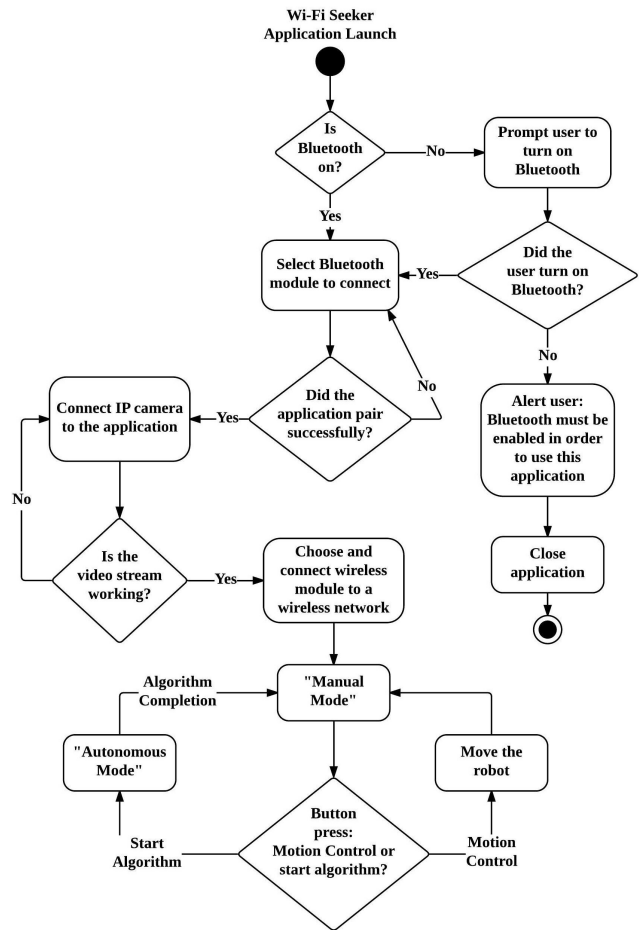 Wi-Fi Seeker
Application Launch
Is
Bluetooth
on?
No
Prompt user to
turn on
Bluetooth
Yes
Select Bluetooth
module to connect
Yes
Did the
user turn on
Bluetooth?
No
No
Did the
application pair
successfully?
Yes
Connect IP camera
to the application
Alert user:
Bluetooth must be
enabled in order
to use this
application
No
Is the
video stream
working?
Yes
Choose and
connect wireless
module to a
wireless network
Close
application
Algorithm
Completion
"Manual
Mode"
"Autonomous
Mode"
Move the
robot
Button
press:
Motion Control or
start algorithm?
Start
Algorithm
Motion
Control